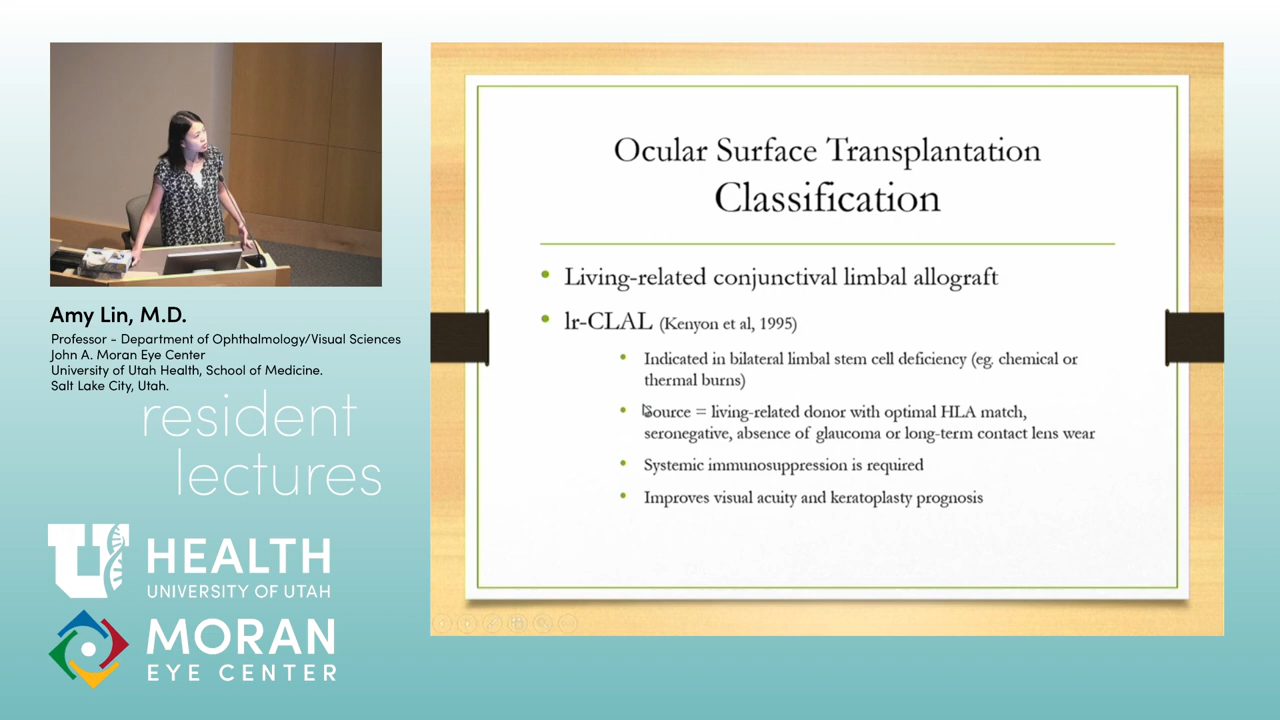 Amy Lin, M.D.
Professor - Department of Ophthalmology/Visual Sciences
John A. Moran Eye Center
University of Utah Health, School of Medicine.
Salt Lake City, Utah.
resident
lectures
U HEALTH
UNIVERSITY OF UTAH
MORAN
EYE CENTER
Ocular Surface Transplantation
Classification
• Living-related conjunctival limbal allograft
• lr-CLAL (Kenyon et al, 1995)
• Indicated in bilateral limbal stem cell deficiency (eg. chemical or
thermal burns)
• Source = living-related donor with optimal HLA match,
seronegative, absence of glaucoma or long-term contact lens wear
• Systemic immunosuppression is required
• Improves visual acuity and keratoplasty prognosis